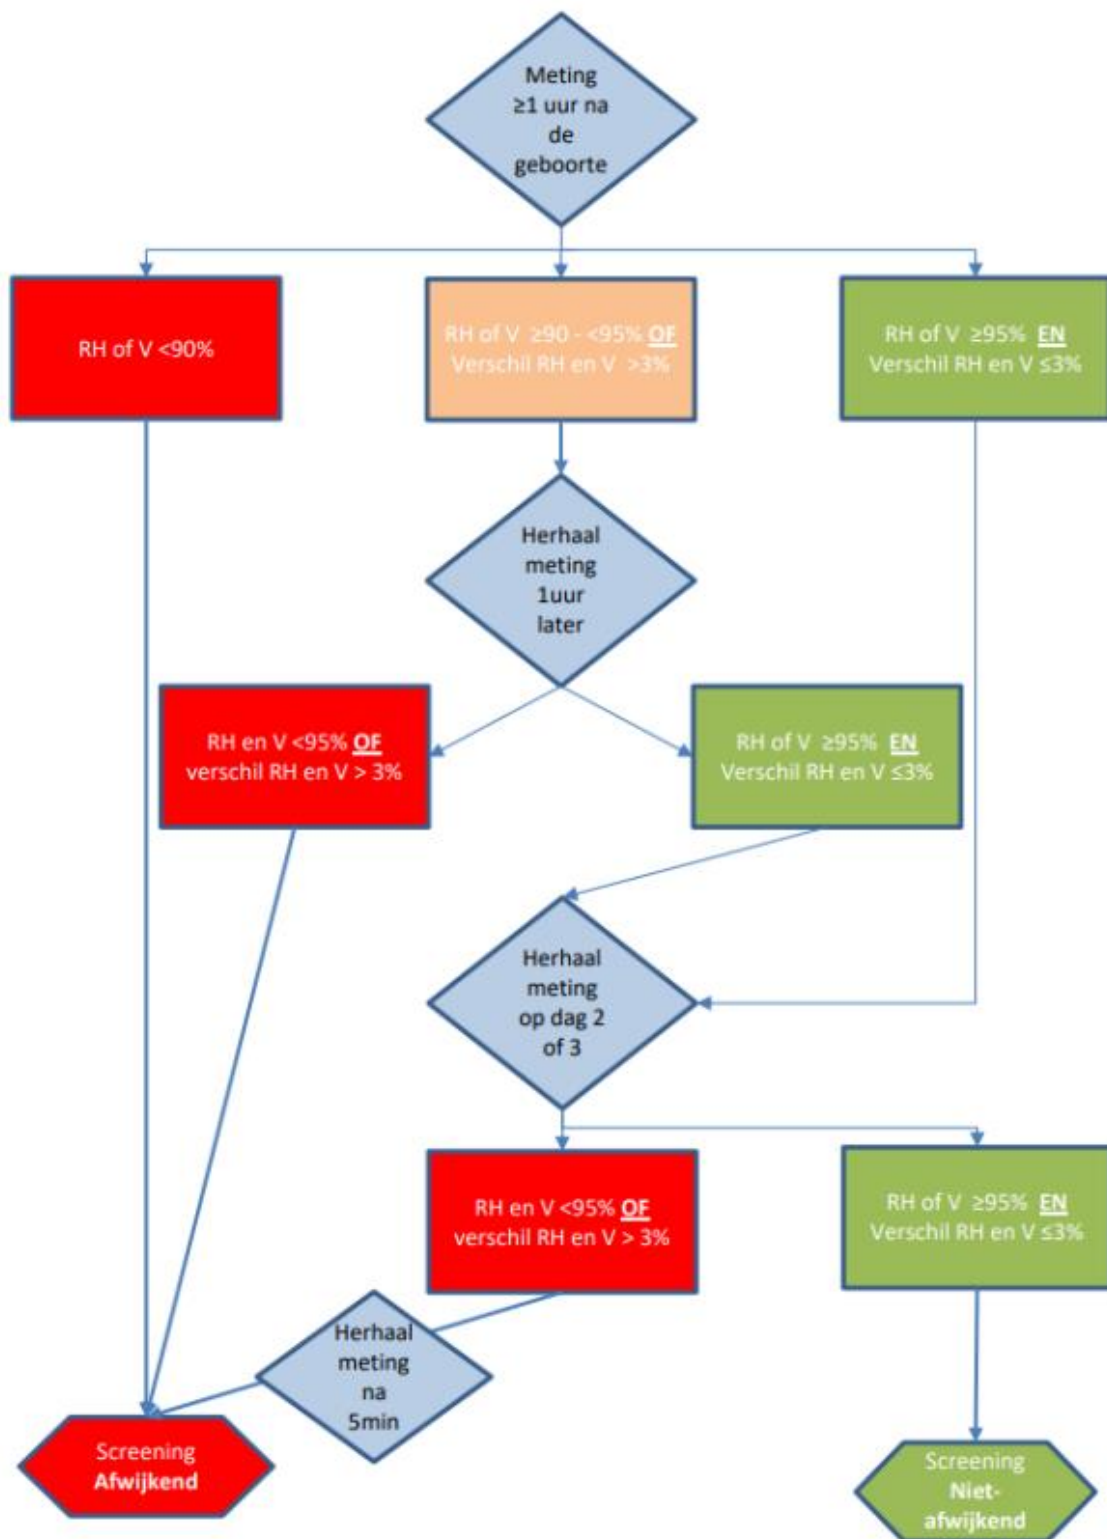 Meting
≥1 uur na
de
geboorte
RH of V <90%
RH of V ≥90 - <95% OF
Verschil RH en V >3%
RH of V ≥95% EN
Verschil RH en V ≤3%
Herhaal
meting
1uur
later
RH en V <95% OF
verschil RH en V > 3%
RH of V ≥95% EN
Verschil RH en V ≤3%
Herhaal
meting
op dag 2
of 3
RH en V <95% OF
verschil RH en V > 3%
RH of V ≥95% EN
Verschil RH en V ≤3%
Herhaal
meting
na
5min
Screening
Afwijkend
Screening
Niet-
afwijkend